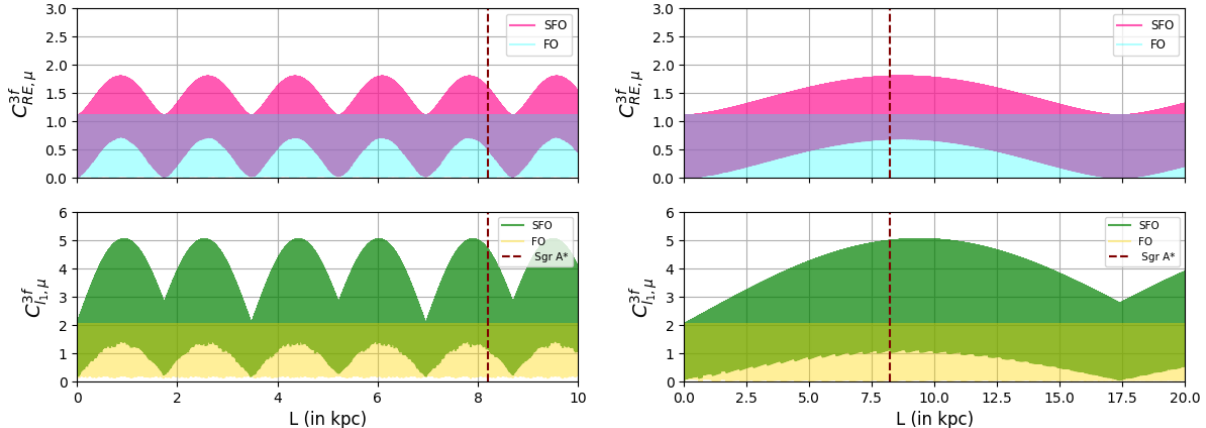 3.0
2.5
2.0
1.5
1.0
0.5
0.0
C^{3f}_{RE,μ}
SFO
FO
3.0
2.5
2.0
1.5
1.0
0.5
0.0
C^{3f}_{RE,μ}
SFO
FO
6
5
4
3
2
1
0
C^{3f}_{l_1,μ}
SFO
FO
Sgr A*
0 2 4 6 8 10
L (in kpc)
6
5
4
3
2
1
0
C^{3f}_{l_1,μ}
SFO
FO
Sgr A*
0.0 2.5 5.0 7.5 10.0 12.5 15.0 17.5 20.0
L (in kpc)